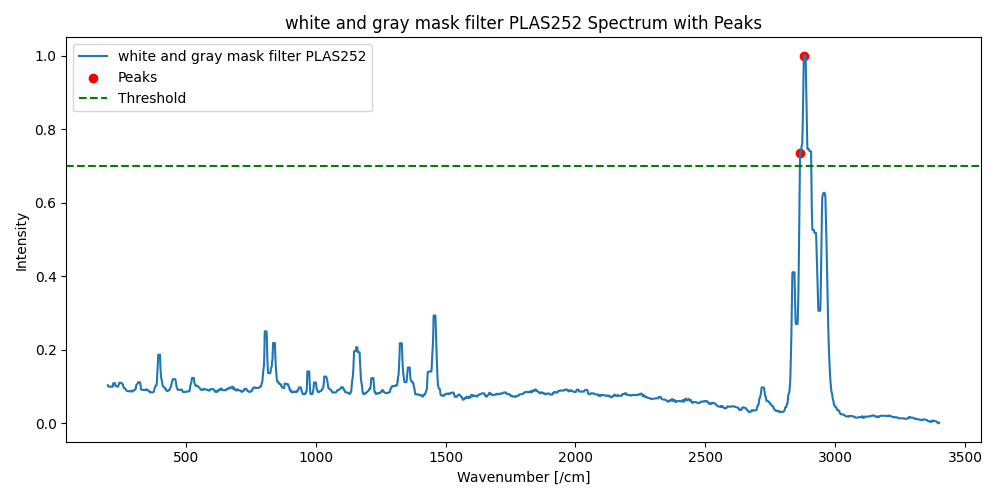 white and gray mask filter PLAS252 Spectrum with Peaks
white and gray mask filter PLAS252
Peaks
Threshold
Intensity
1.0
0.8
0.6
0.4
0.2
0.0
500 1000 1500 2000 2500 3000 3500
Wavenumber [/cm]